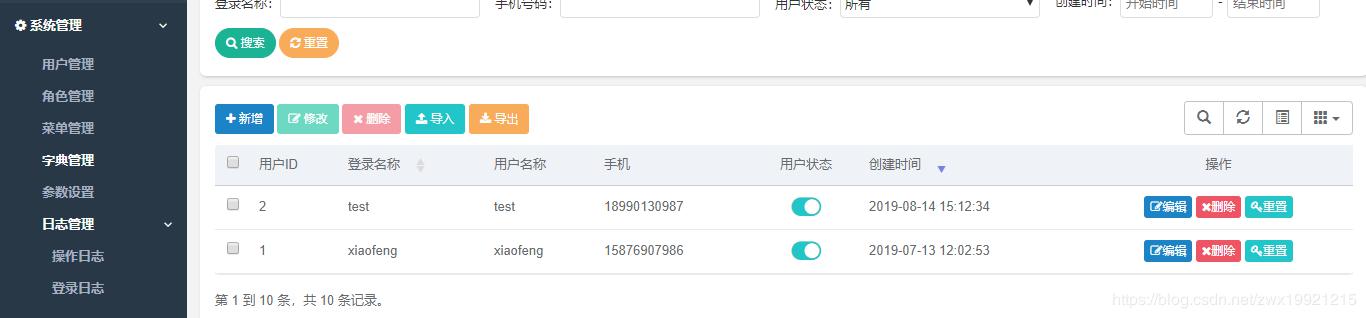 登录名称： 手机号码： 用户状态： 所有 创建时间： 开始时间 - 结束时间
系统管理
搜索 重置
用户管理
角色管理
新增 修改 删除 导入 导出
菜单管理
字典管理
用户ID 登录名称 用户名称 手机 用户状态 创建时间 操作
参数设置
2 test test 18990130987 2019-08-14 15:12:34 编辑 删除 重置
日志管理
1 xiaofeng xiaofeng 15876907986 2019-07-13 12:02:53 编辑 删除 重置
操作日志
登录日志
第 1 到 10 条，共 10 条记录。
https://blog.csdn.net/zwx19921215